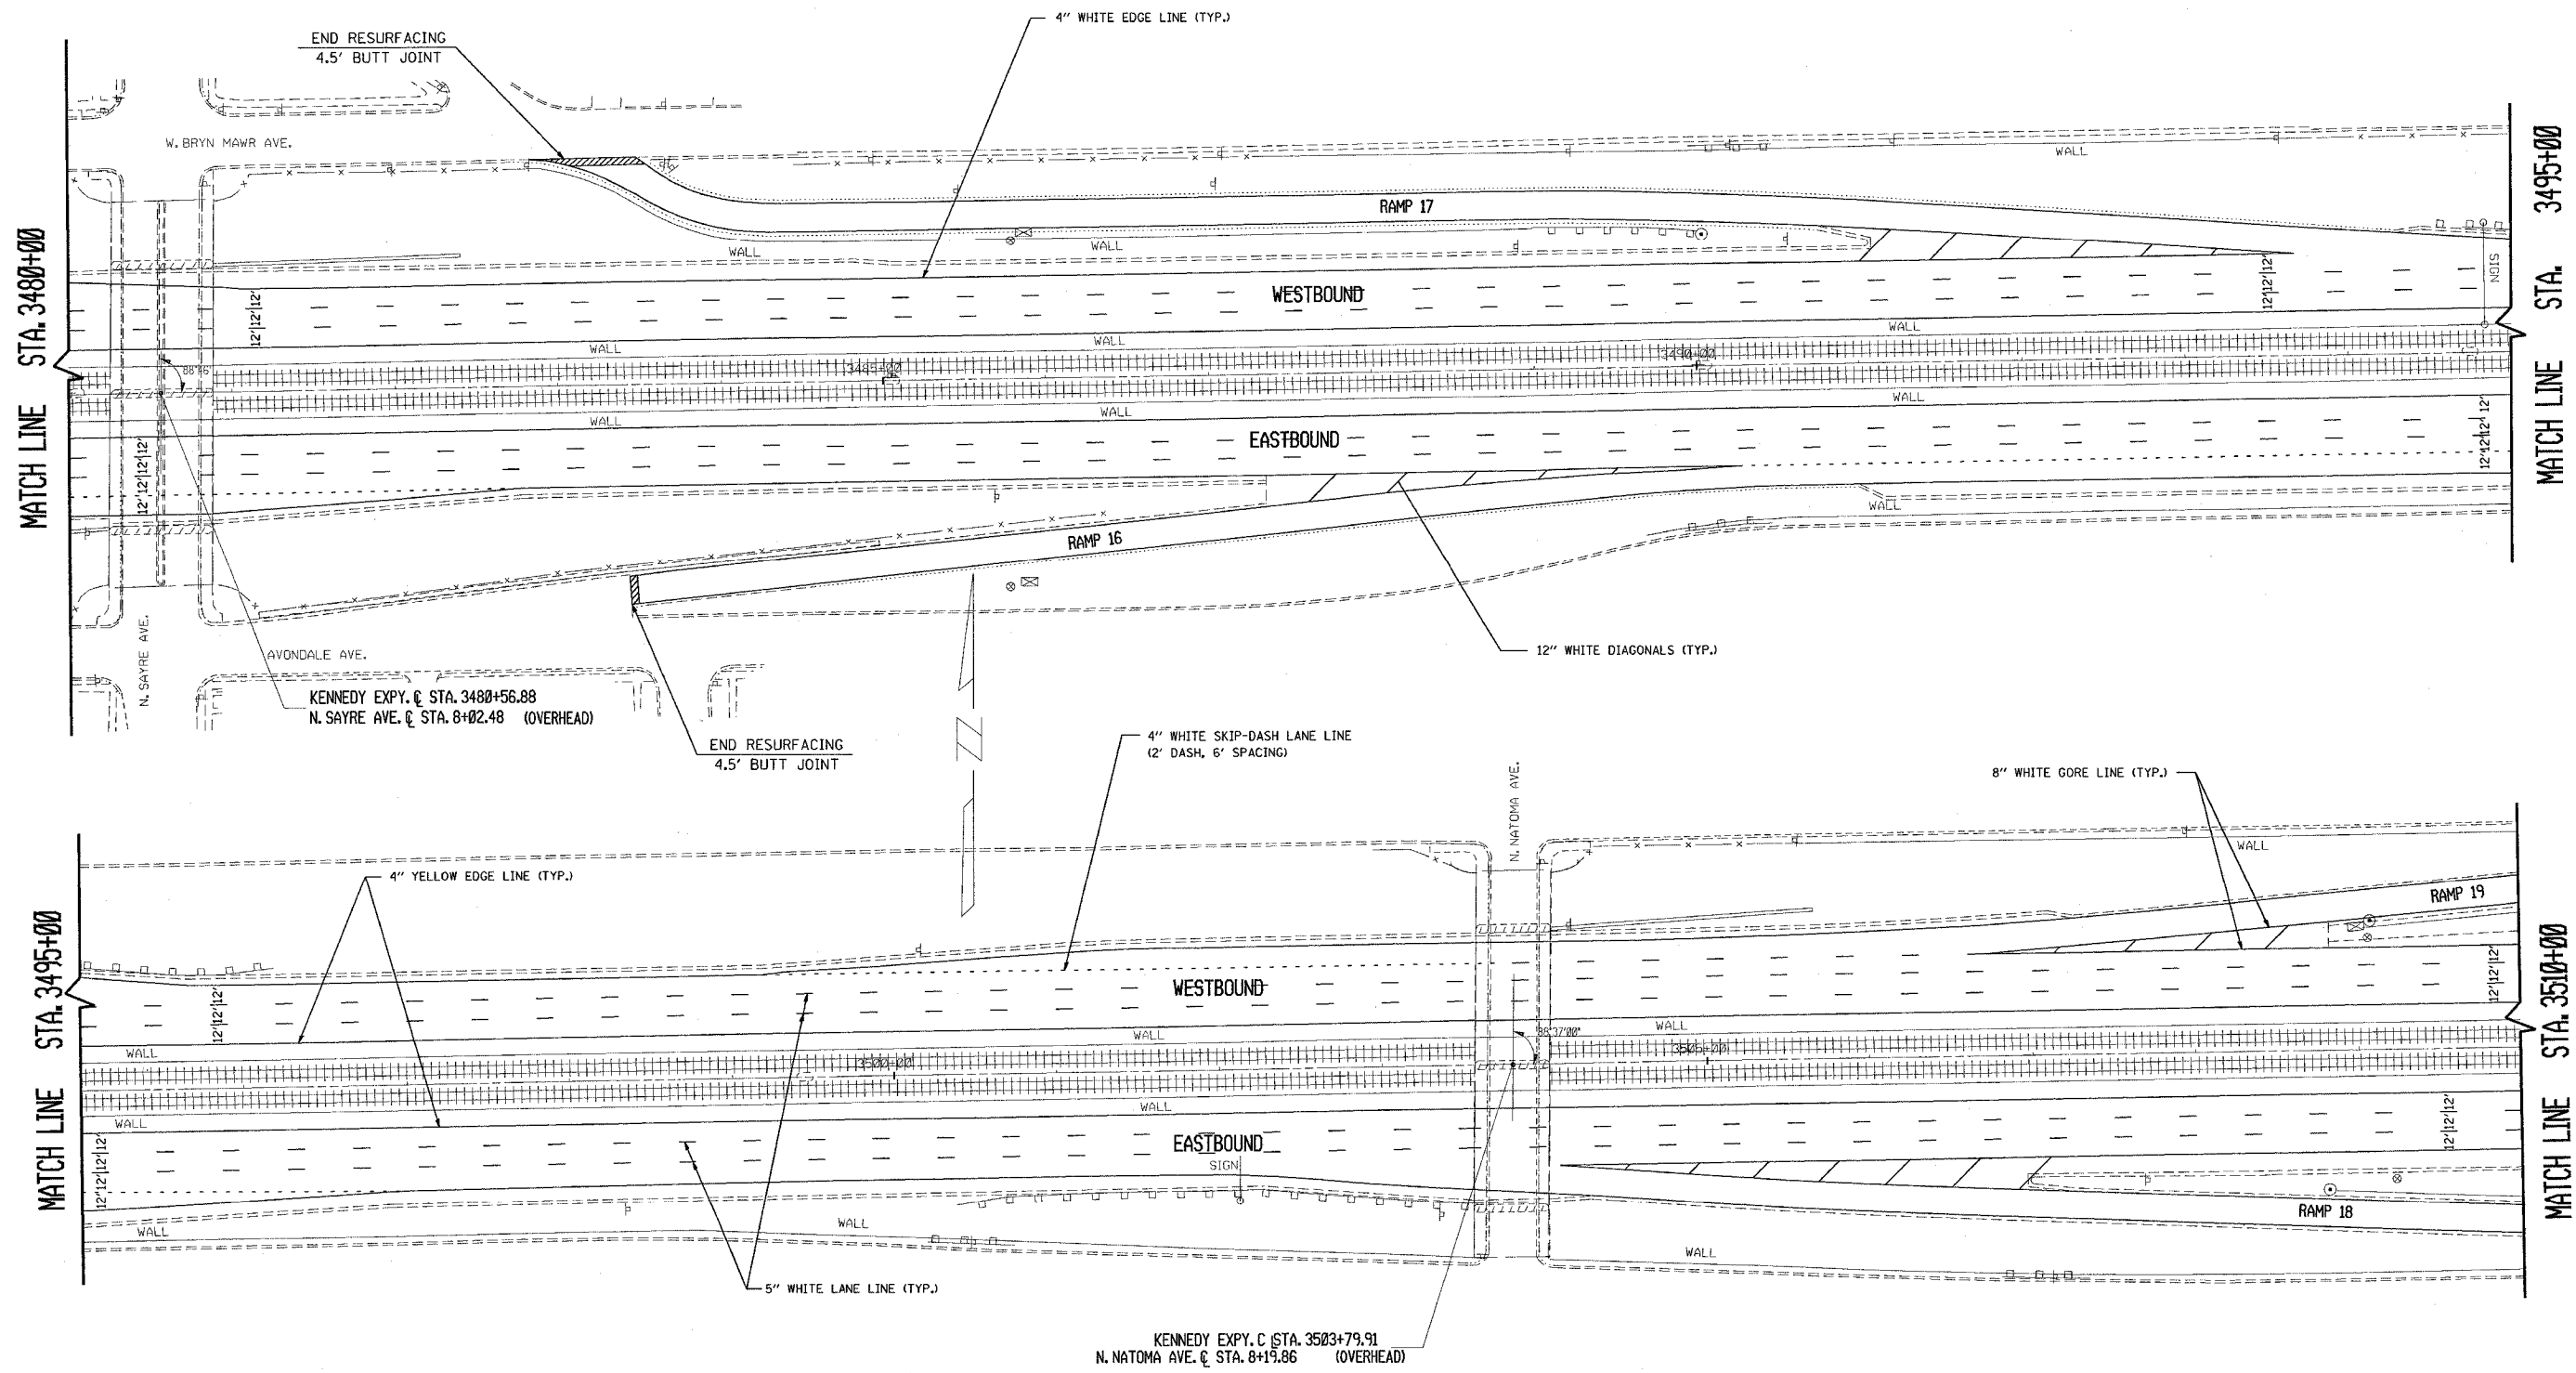 4" WHITE EDGE LINE (TYP.)
END RESURFACING
4.5' BUTT JOINT
W. BRYN MAWR AVE.
WALL
RAMP 17
WALL
WALL
MATCH LINE STA. 3480+00
MATCH LINE STA. 3495+00
SIGN
12' 12' 12'
WESTBOUND
12' 12' 12'
WALL
WALL
WALL
3485+00
3490+00
WALL
WALL
WALL
12' 12' 12' 12'
EASTBOUND
12' 12' 12' 12'
WALL
RAMP 16
12" WHITE DIAGONALS (TYP.)
N. SAYRE AVE.
AVONDALE AVE.
KENNEDY EXPY. ℄ STA. 3480+56.88
N. SAYRE AVE. ℄ STA. 8+02.48 (OVERHEAD)
END RESURFACING
4.5' BUTT JOINT
N
4" WHITE SKIP-DASH LANE LINE
(2' DASH, 6' SPACING)
N. NATOMA AVE.
8" WHITE GORE LINE (TYP.)
WALL
4" YELLOW EDGE LINE (TYP.)
RAMP 19
MATCH LINE STA. 3495+00
MATCH LINE STA. 3510+00
12' 12' 12'
WESTBOUND
12' 12' 12'
WALL
WALL
WALL
88°37'00"
3500+00
3505+00
WALL
WALL
12' 12' 12' 12'
EASTBOUND
12' 12' 12'
SIGN
RAMP 18
WALL
WALL
WALL
5" WHITE LANE LINE (TYP.)
KENNEDY EXPY. C STA. 3503+79.91
N. NATOMA AVE. ℄ STA. 8+19.86 (OVERHEAD)